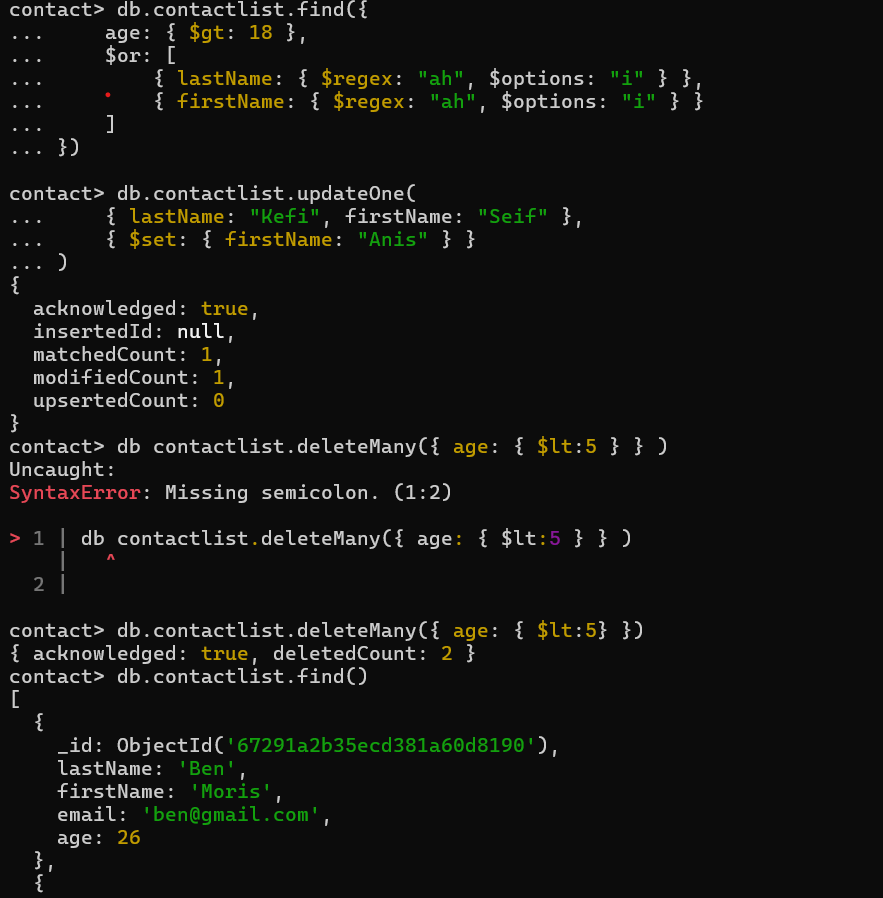 contact> db.contactlist.find({
...     age: { $gt: 18 },
...     $or: [
...         { lastName: { $regex: "ah", $options: "i" } },
...         { firstName: { $regex: "ah", $options: "i" } }
...     ]
... })
contact> db.contactlist.updateOne(
...     { lastName: "Kefi", firstName: "Seif" },
...     { $set: { firstName: "Anis" } }
... )
{
  acknowledged: true,
  insertedId: null,
  matchedCount: 1,
  modifiedCount: 1,
  upsertedCount: 0
}
contact> db contactlist.deleteMany({ age: { $lt:5 } } )
Uncaught:
SyntaxError: Missing semicolon. (1:2)
> 1 | db contactlist.deleteMany({ age: { $lt:5 } } )
    |   ^
  2 |
contact> db.contactlist.deleteMany({ age: { $lt:5} })
{ acknowledged: true, deletedCount: 2 }
contact> db.contactlist.find()
[
  {
    _id: ObjectId('67291a2b35ecd381a60d8190'),
    lastName: 'Ben',
    firstName: 'Moris',
    email: 'ben@gmail.com',
    age: 26
  },
  {